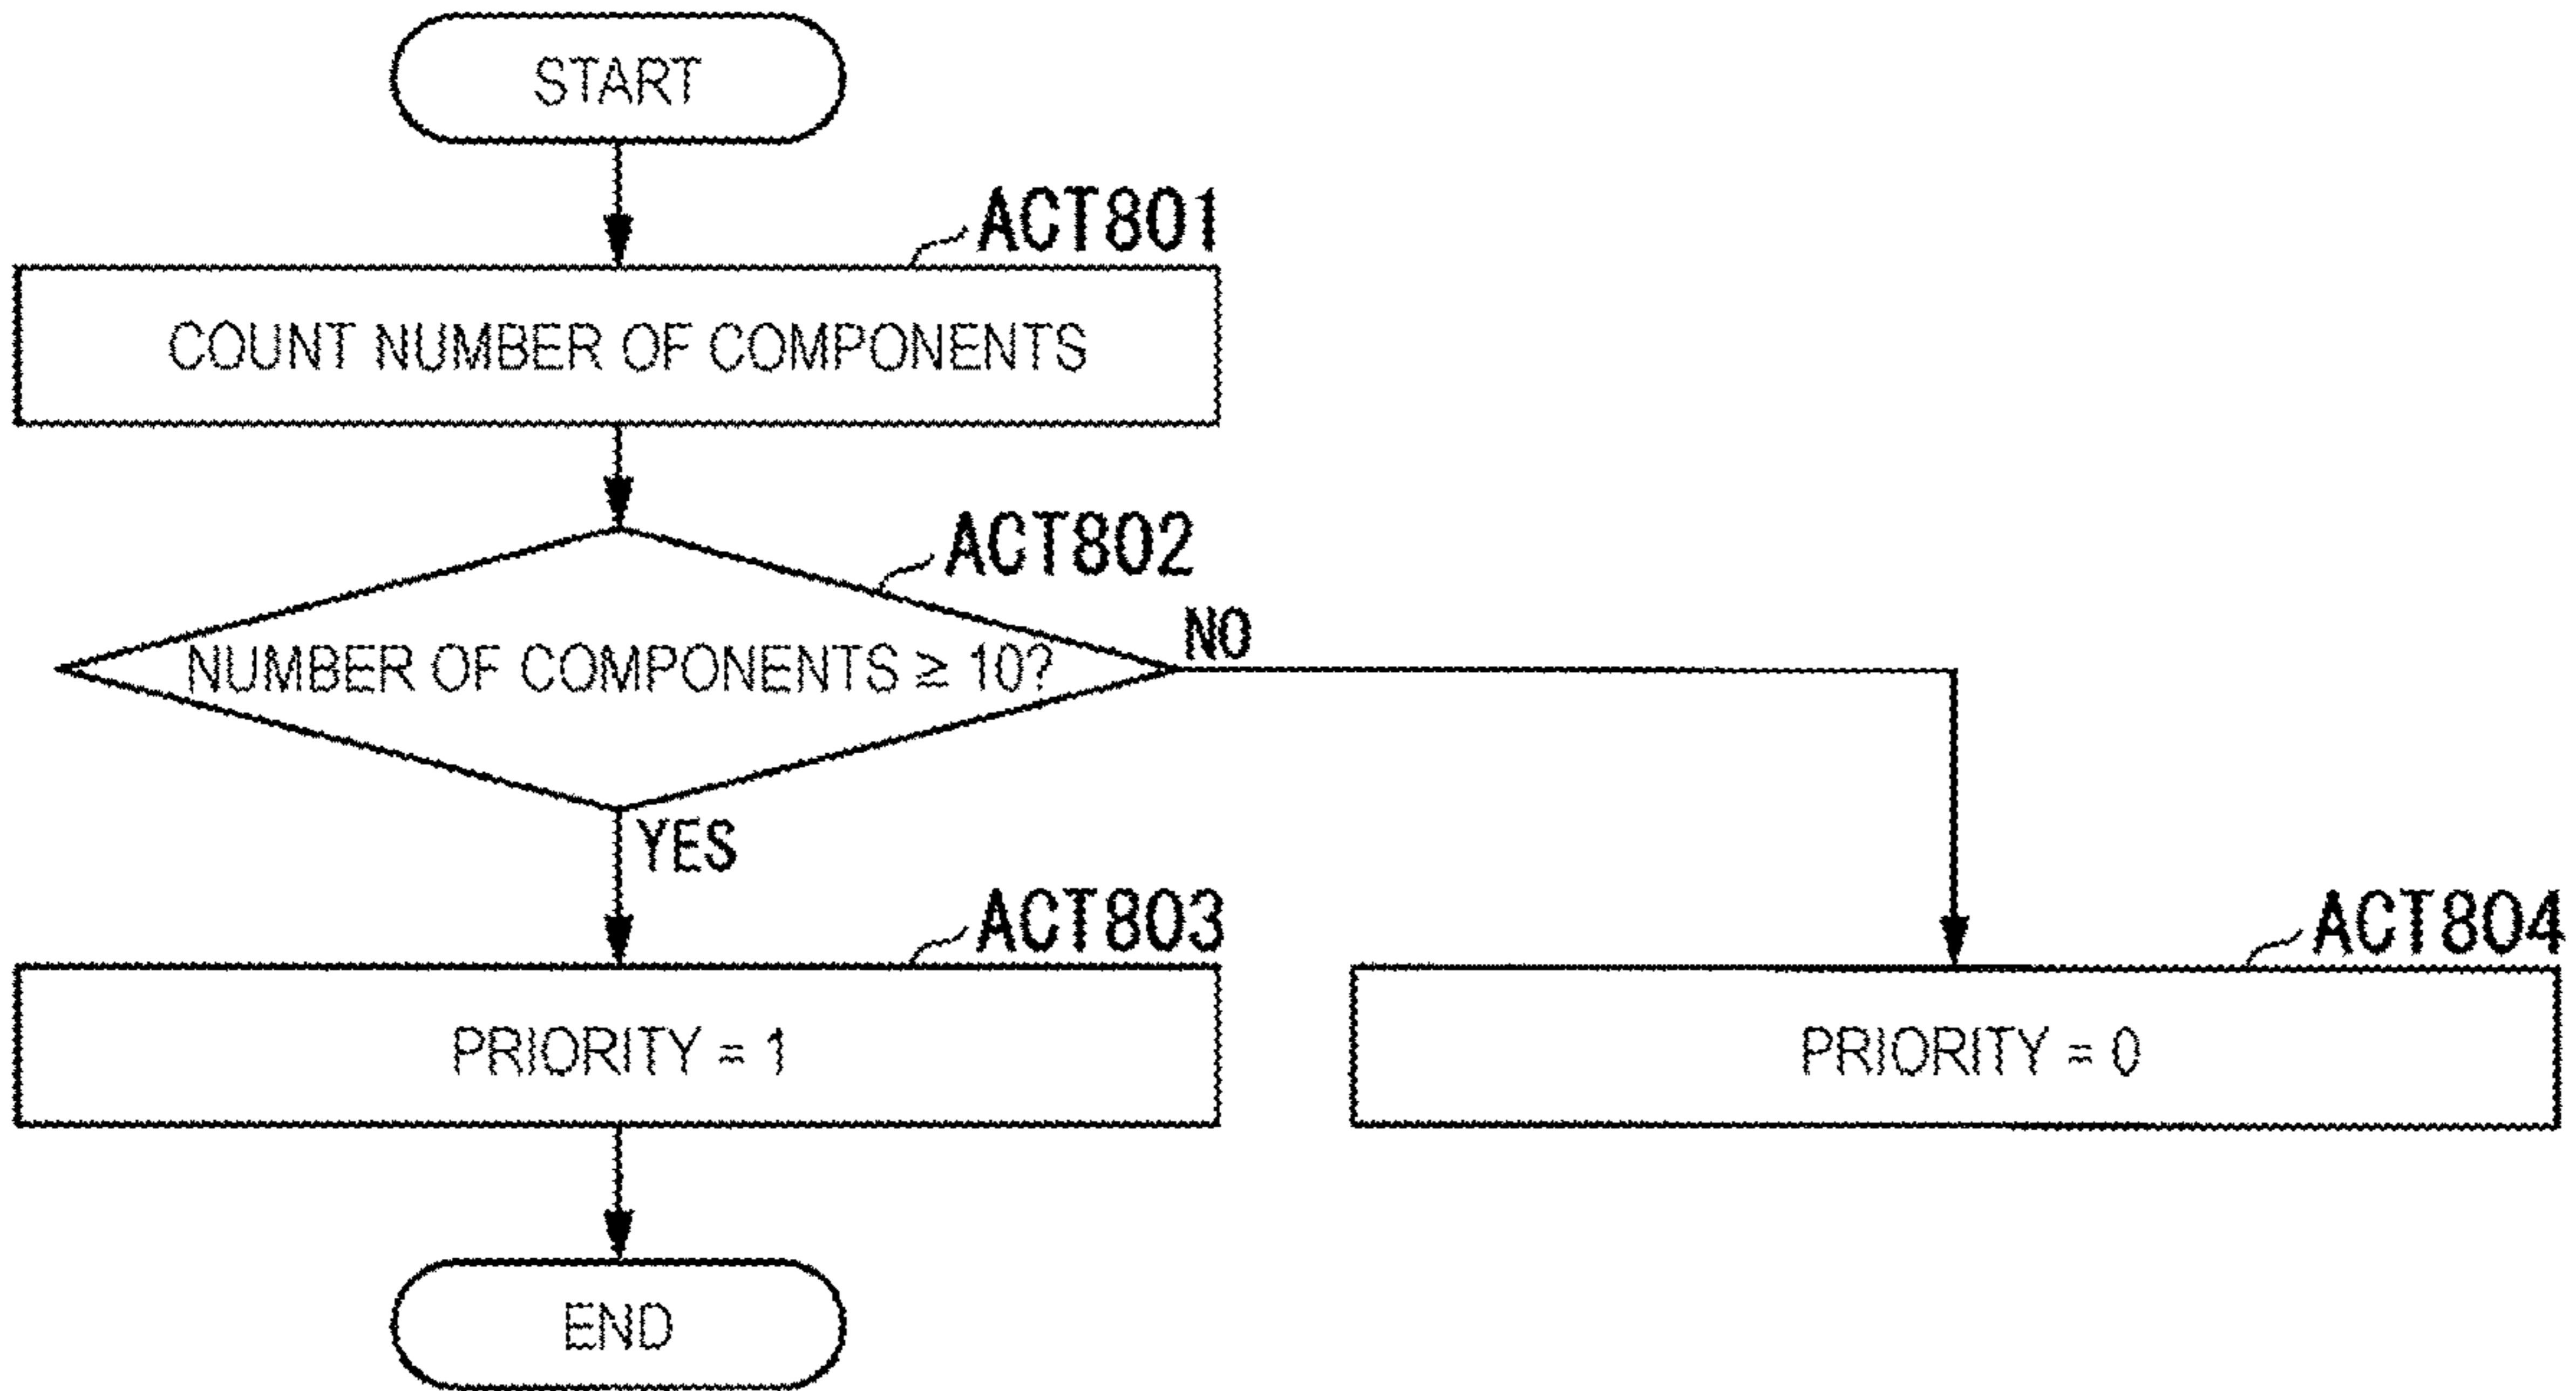 START
ACT801
COUNT NUMBER OF COMPONENTS
ACT802
NUMBER OF COMPONENTS ≧ 10?
NO
YES
ACT803
PRIORITY = 1
ACT804
PRIORITY = 0
END